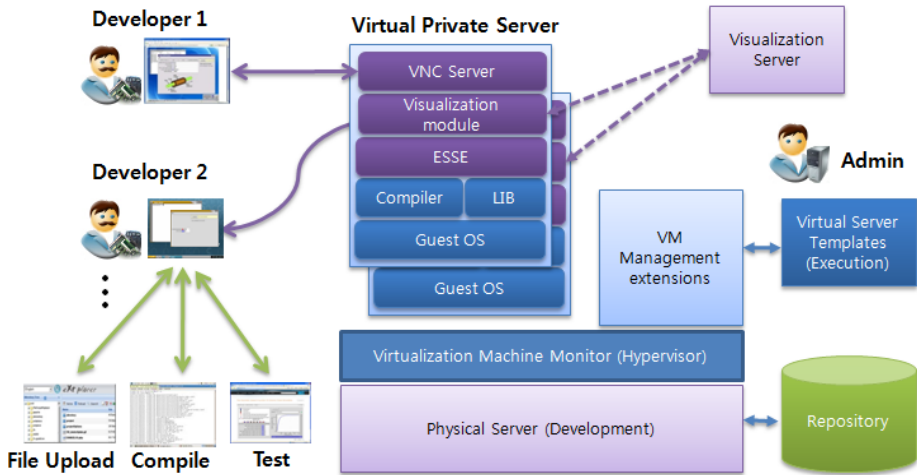 Developer 1
Virtual Private Server
VNC Server
Visualization
module
ESSE
Compiler
LIB
Guest OS
Guest OS
Visualization
Server
Admin
Developer 2
VM
Management
extensions
Virtual Server
Templates
(Execution)
Virtualization Machine Monitor (Hypervisor)
Physical Server (Development)
Repository
File Upload
Compile
Test